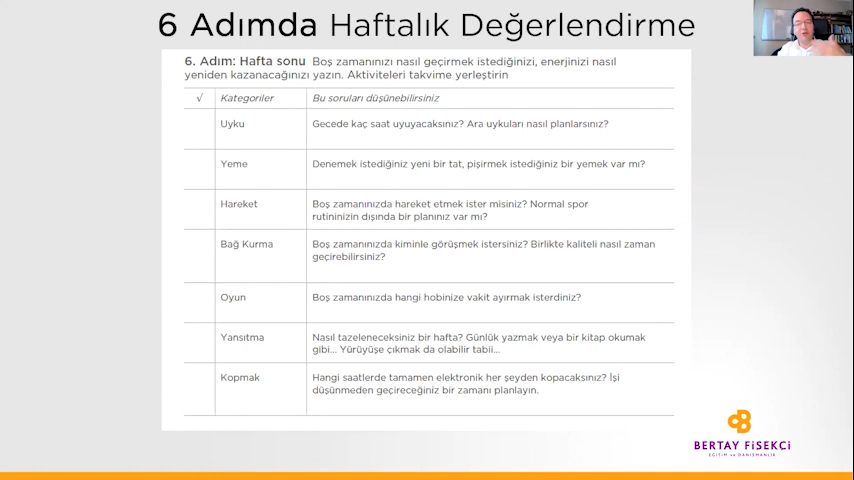 6 Adımda Haftalık Değerlendirme
6. Adım: Hafta sonu Boş zamanınızı nasıl geçirmek istediğinizi, enerjinizi nasıl
yeniden kazanacağınızı yazın. Aktiviteleri takvime yerleştirin
√ Kategoriler Bu soruları düşünebilirsiniz
Uyku Gecede kaç saat uyuyacaksınız? Ara uykuları nasıl planlarsınız?
Yeme Denemek istediğiniz yeni bir tat, pişirmek istediğiniz bir yemek var mı?
Hareket Boş zamanınızda hareket etmek ister misiniz? Normal spor
rutininizin dışında bir planınız var mı?
Bağ Kurma Boş zamanınızda kiminle görüşmek istersiniz? Birlikte kaliteli nasıl zaman
geçirebilirsiniz?
Oyun Boş zamanınızda hangi hobinize vakit ayırmak isterdiniz?
Yansıtma Nasıl tazeleneceksiniz bir hafta? Günlük yazmak veya bir kitap okumak
gibi... Yürüyüşe çıkmak da olabilir tabii...
Kopmak Hangi saatlerde tamamen elektronik her şeyden kopacaksınız? İşi
düşünmeden geçireceğiniz bir zamanı planlayın.
BERTAY FİSEKÇİ
EĞİTİM ve DANIŞMANLIK